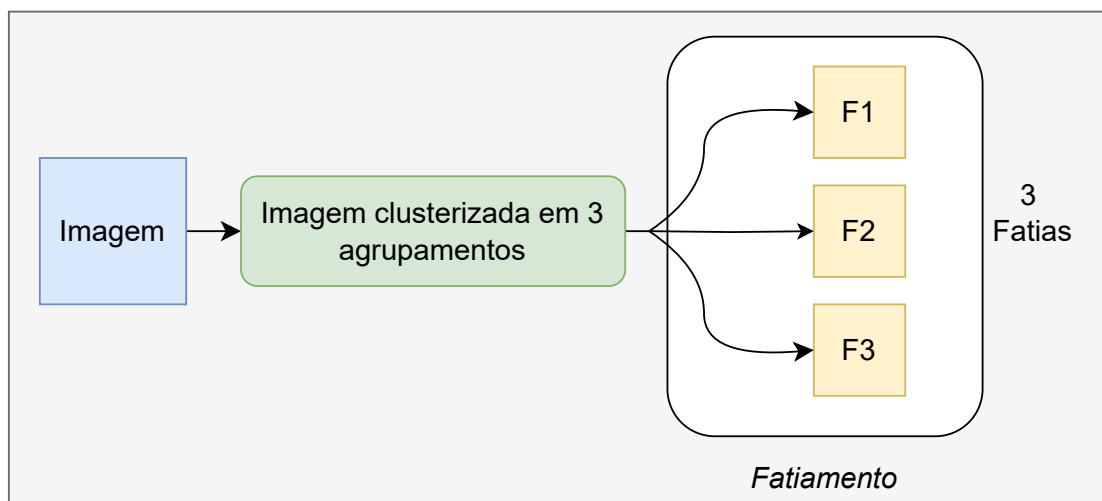 Imagem
Imagem clusterizada em 3
agrupamentos
F1
F2
F3
3
Fatias
Fatiamento